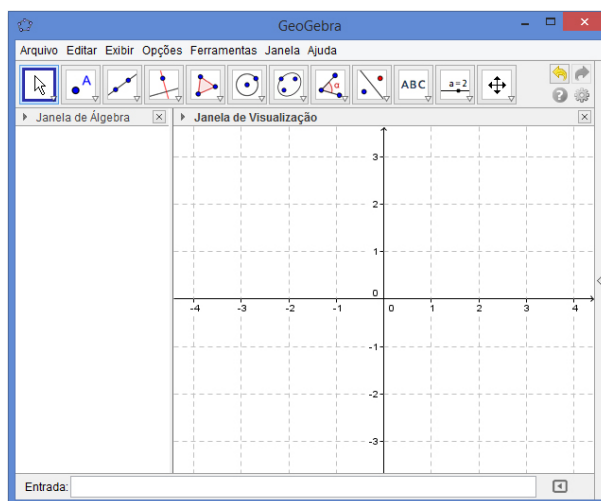 GeoGebra
Arquivo Editar Exibir Opções Ferramentas Janela Ajuda
A α ABC a=2
Janela de Álgebra Janela de Visualização
3
2
1
0
-4 -3 -2 -1 0 1 2 3 4
-1
-2
-3
Entrada: